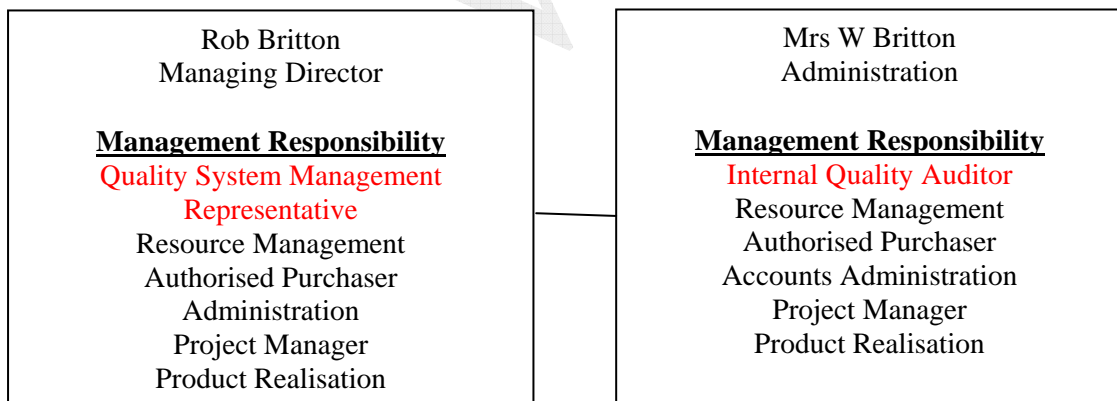 Rob Britton
Managing Director
Management Responsibility
Quality System Management
Representative
Resource Management
Authorised Purchaser
Administration
Project Manager
Product Realisation
Mrs W Britton
Administration
Management Responsibility
Internal Quality Auditor
Resource Management
Authorised Purchaser
Accounts Administration
Project Manager
Product Realisation